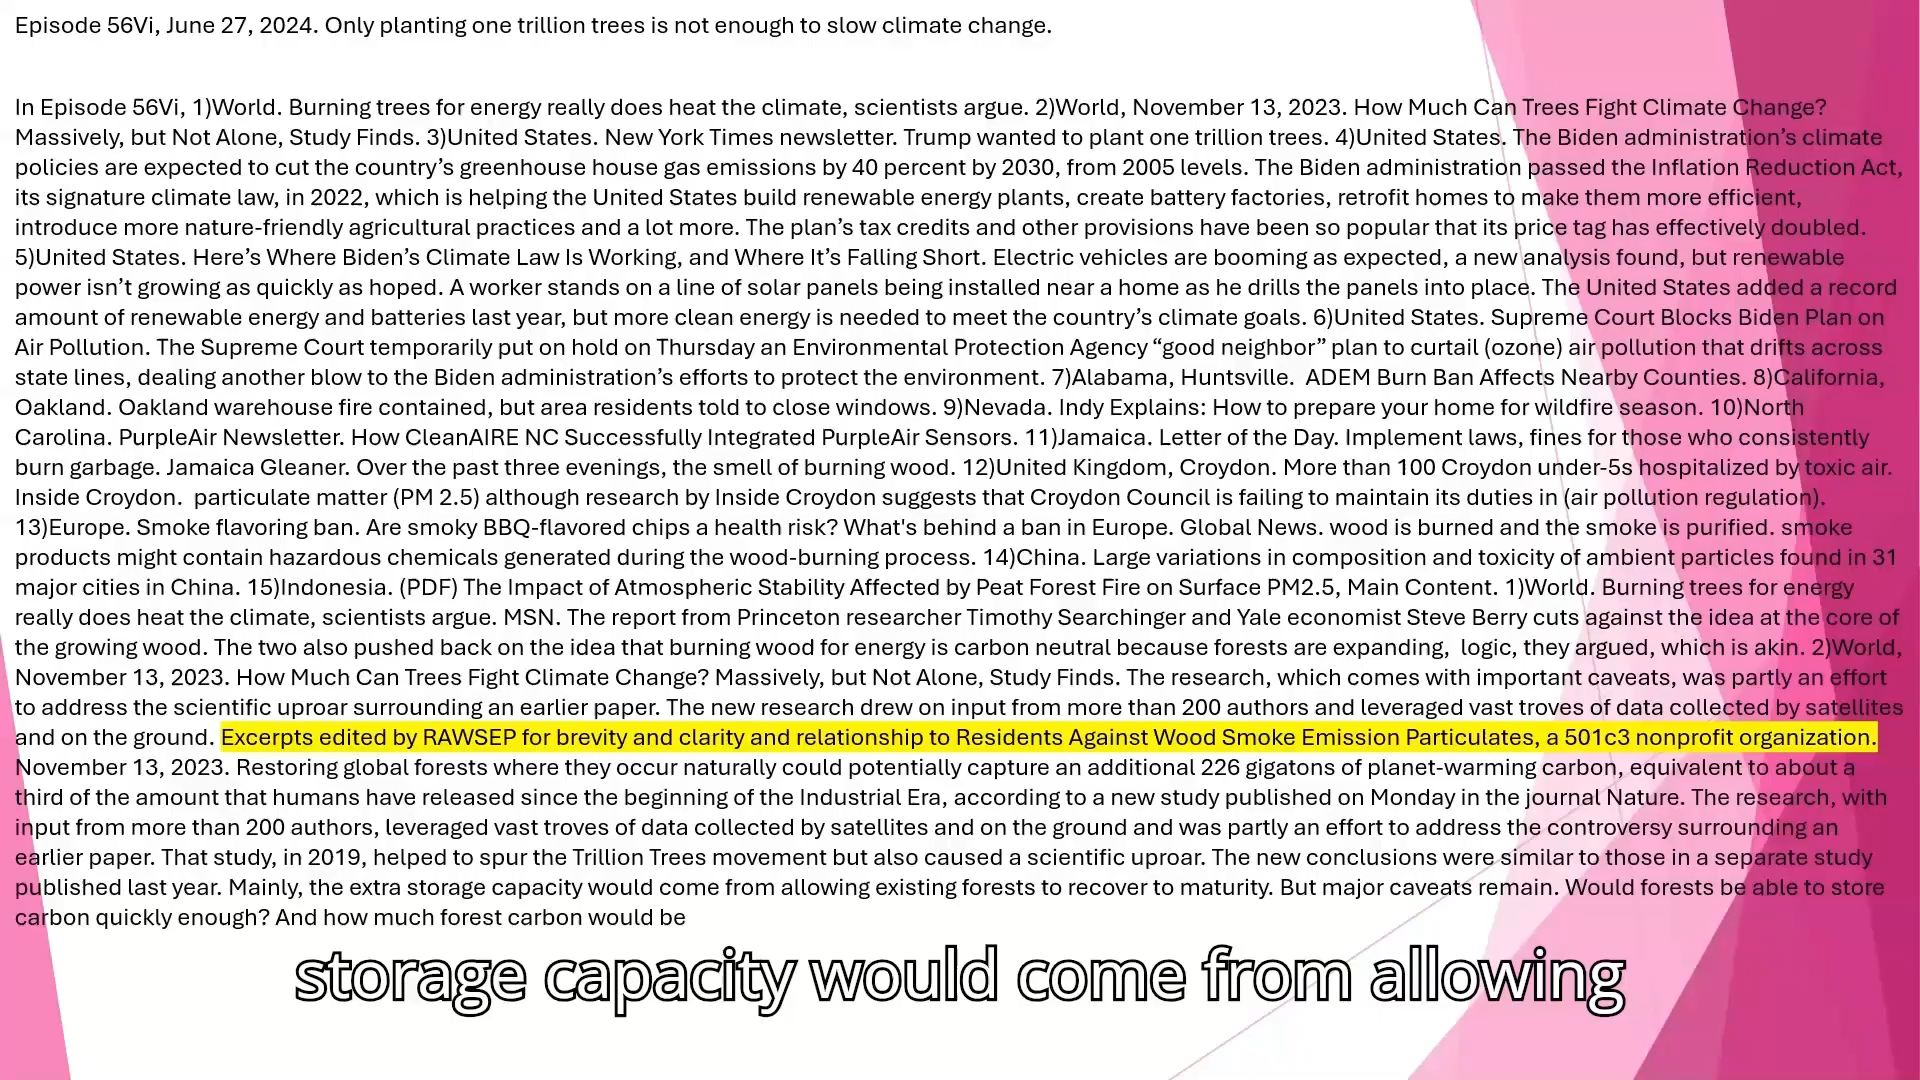 Episode 56Vi, June 27, 2024. Only planting one trillion trees is not enough to slow climate change.
In Episode 56Vi, 1)World. Burning trees for energy really does heat the climate, scientists argue. 2)World, November 13, 2023. How Much Can Trees Fight Climate Change?
Massively, but Not Alone, Study Finds. 3)United States. New York Times newsletter. Trump wanted to plant one trillion trees. 4)United States. The Biden administration’s climate
policies are expected to cut the country’s greenhouse house gas emissions by 40 percent by 2030, from 2005 levels. The Biden administration passed the Inflation Reduction Act,
its signature climate law, in 2022, which is helping the United States build renewable energy plants, create battery factories, retrofit homes to make them more efficient,
introduce more nature-friendly agricultural practices and a lot more. The plan’s tax credits and other provisions have been so popular that its price tag has effectively doubled.
5)United States. Here’s Where Biden’s Climate Law Is Working, and Where It’s Falling Short. Electric vehicles are booming as expected, a new analysis found, but renewable
power isn’t growing as quickly as hoped. A worker stands on a line of solar panels being installed near a home as he drills the panels into place. The United States added a record
amount of renewable energy and batteries last year, but more clean energy is needed to meet the country’s climate goals. 6)United States. Supreme Court Blocks Biden Plan on
Air Pollution. The Supreme Court temporarily put on hold on Thursday an Environmental Protection Agency “good neighbor” plan to curtail (ozone) air pollution that drifts across
state lines, dealing another blow to the Biden administration’s efforts to protect the environment. 7)Alabama, Huntsville.  ADEM Burn Ban Affects Nearby Counties. 8)California,
Oakland. Oakland warehouse fire contained, but area residents told to close windows. 9)Nevada. Indy Explains: How to prepare your home for wildfire season. 10)North
Carolina. PurpleAir Newsletter. How CleanAIRE NC Successfully Integrated PurpleAir Sensors. 11)Jamaica. Letter of the Day. Implement laws, fines for those who consistently
burn garbage. Jamaica Gleaner. Over the past three evenings, the smell of burning wood. 12)United Kingdom, Croydon. More than 100 Croydon under-5s hospitalized by toxic air.
Inside Croydon.  particulate matter (PM 2.5) although research by Inside Croydon suggests that Croydon Council is failing to maintain its duties in (air pollution regulation).
13)Europe. Smoke flavoring ban. Are smoky BBQ-flavored chips a health risk? What's behind a ban in Europe. Global News. wood is burned and the smoke is purified. smoke
products might contain hazardous chemicals generated during the wood-burning process. 14)China. Large variations in composition and toxicity of ambient particles found in 31
major cities in China. 15)Indonesia. (PDF) The Impact of Atmospheric Stability Affected by Peat Forest Fire on Surface PM2.5, Main Content. 1)World. Burning trees for energy
really does heat the climate, scientists argue. MSN. The report from Princeton researcher Timothy Searchinger and Yale economist Steve Berry cuts against the idea at the core of
the growing wood. The two also pushed back on the idea that burning wood for energy is carbon neutral because forests are expanding,  logic, they argued, which is akin. 2)World,
November 13, 2023. How Much Can Trees Fight Climate Change? Massively, but Not Alone, Study Finds. The research, which comes with important caveats, was partly an effort
to address the scientific uproar surrounding an earlier paper. The new research drew on input from more than 200 authors and leveraged vast troves of data collected by satellites
and on the ground. Excerpts edited by RAWSEP for brevity and clarity and relationship to Residents Against Wood Smoke Emission Particulates, a 501c3 nonprofit organization.
November 13, 2023. Restoring global forests where they occur naturally could potentially capture an additional 226 gigatons of planet-warming carbon, equivalent to about a
third of the amount that humans have released since the beginning of the Industrial Era, according to a new study published on Monday in the journal Nature. The research, with
input from more than 200 authors, leveraged vast troves of data collected by satellites and on the ground and was partly an effort to address the controversy surrounding an
earlier paper. That study, in 2019, helped to spur the Trillion Trees movement but also caused a scientific uproar. The new conclusions were similar to those in a separate study
published last year. Mainly, the extra storage capacity would come from allowing existing forests to recover to maturity. But major caveats remain. Would forests be able to store
carbon quickly enough? And how much forest carbon would be
storage capacity would come from allowing